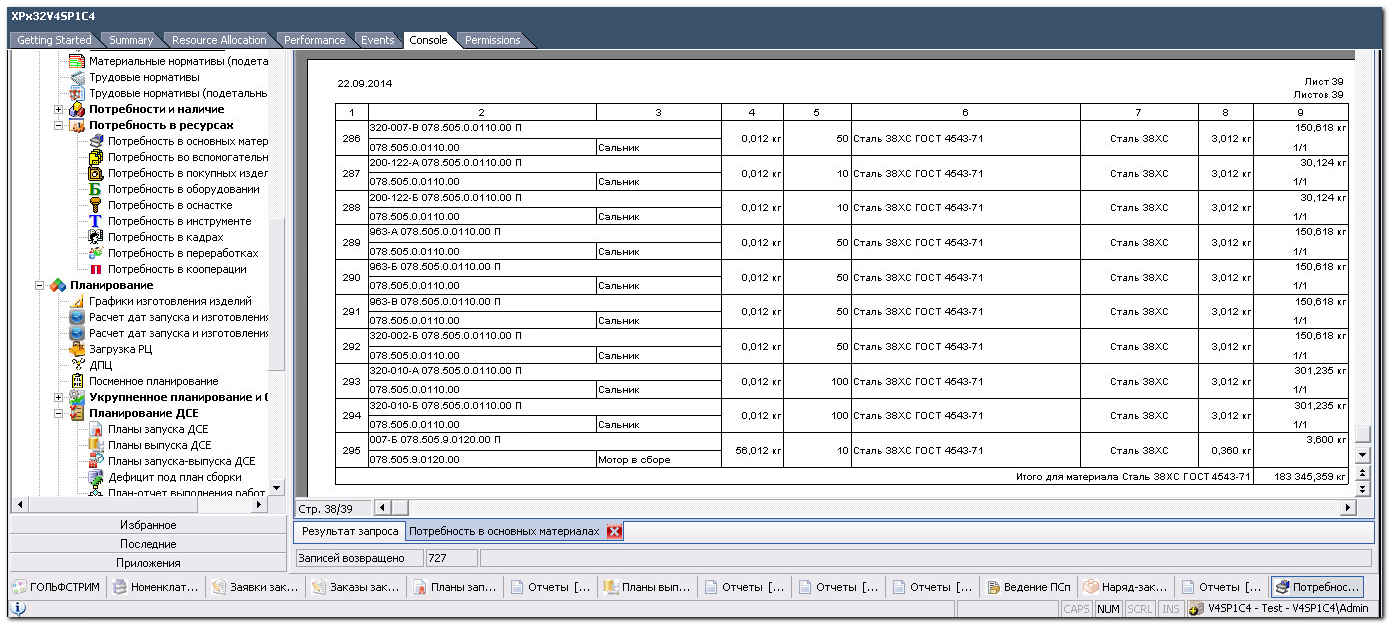 XPx32V4SP1C4
Getting Started Summary Resource Allocation Performance Events Console Permissions
Материальные нормативы (подета
Трудовые нормативы
Трудовые нормативы (подетальнь
Потребности и наличие
Потребность в ресурсах
Потребность в основных матер
Потребность во вспомогательн
Потребность в покупных издел
Потребность в оборудовании
Потребность в оснастке
Потребность в инструменте
Потребность в кадрах
Потребность в переработках
Потребность в кооперации
Планирование
Графики изготовления изделий
Расчет дат запуска и изготовления
Расчет дат запуска и изготовления
Загрузка РЦ
ДПЦ
Посменное планирование
Укрупненное планирование и
Планирование ДСЕ
Планы запуска ДСЕ
Планы выпуска ДСЕ
Планы запуска-выпуска ДСЕ
Дефицит под план сборки
План-отчет выполнения работ
Избранное
Последние
Приложения
22.09.2014
Лист 39
Листов 39
1 2 3 4 5 6 7 8 9
286 320-007-В 078.505.0.0110.00 П 150,618 кг
078.505.0.0110.00 Сальник 0,012 кг 50 Сталь 38ХС ГОСТ 4543-71 Сталь 38ХС 3,012 кг 1/1
287 200-122-А 078.505.0.0110.00 П 30,124 кг
078.505.0.0110.00 Сальник 0,012 кг 10 Сталь 38ХС ГОСТ 4543-71 Сталь 38ХС 3,012 кг 1/1
288 200-122-Б 078.505.0.0110.00 П 30,124 кг
078.505.0.0110.00 Сальник 0,012 кг 10 Сталь 38ХС ГОСТ 4543-71 Сталь 38ХС 3,012 кг 1/1
289 963-А 078.505.0.0110.00 П 150,618 кг
078.505.0.0110.00 Сальник 0,012 кг 50 Сталь 38ХС ГОСТ 4543-71 Сталь 38ХС 3,012 кг 1/1
290 963-Б 078.505.0.0110.00 П 150,618 кг
078.505.0.0110.00 Сальник 0,012 кг 50 Сталь 38ХС ГОСТ 4543-71 Сталь 38ХС 3,012 кг 1/1
291 963-В 078.505.0.0110.00 П 150,618 кг
078.505.0.0110.00 Сальник 0,012 кг 50 Сталь 38ХС ГОСТ 4543-71 Сталь 38ХС 3,012 кг 1/1
292 320-002-Б 078.505.0.0110.00 П 150,618 кг
078.505.0.0110.00 Сальник 0,012 кг 50 Сталь 38ХС ГОСТ 4543-71 Сталь 38ХС 3,012 кг 1/1
293 320-010-А 078.505.0.0110.00 П 301,235 кг
078.505.0.0110.00 Сальник 0,012 кг 100 Сталь 38ХС ГОСТ 4543-71 Сталь 38ХС 3,012 кг 1/1
294 320-010-Б 078.505.0.0110.00 П 301,235 кг
078.505.0.0110.00 Сальник 0,012 кг 100 Сталь 38ХС ГОСТ 4543-71 Сталь 38ХС 3,012 кг 1/1
295 007-Б 078.505.9.0120.00 П 3,600 кг
078.505.9.0120.00 Мотор в сборе 56,012 кг 10 Сталь 38ХС ГОСТ 4543-71 Сталь 38ХС 0,360 кг 1/1
Итого для материала Сталь 38ХС ГОСТ 4543-71 183 345,359 кг
Стр. 38/39
Результат запроса Потребность в основных материалах
Записей возвращено 727
ГОЛЬФСТРИМ Номенклат... Заявки зак... Заказы зак... Планы зап... Отчеты [... Планы вып... Отчеты [... Отчеты [... Отчеты [... Ведение ПСп Наряд-зак... Отчеты [... Потребнос...
CAPS NUM SCRL INS V4SP1C4 - Test - V4SP1C4\Admin